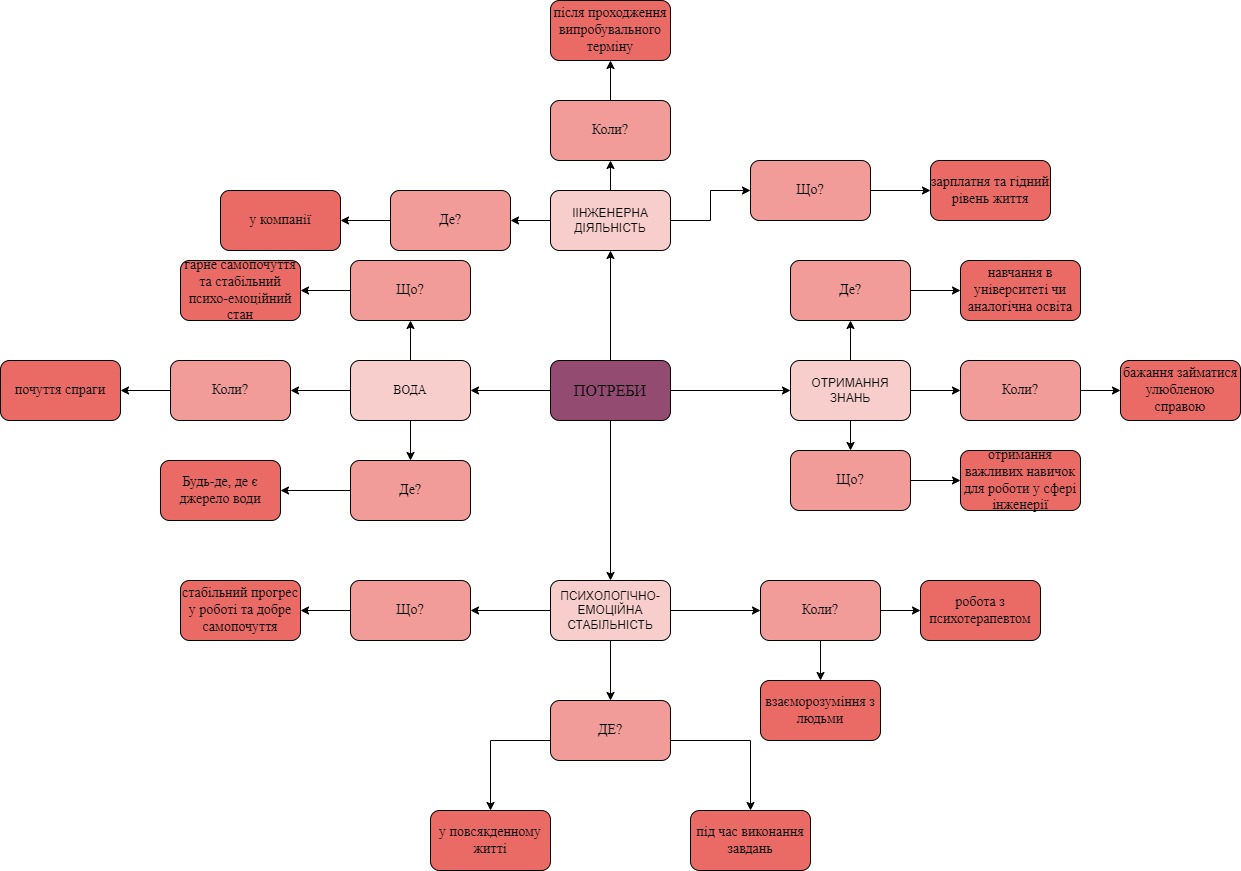 після проходження
випробувального
терміну
Коли?
Що?
зарплатня та гідний
рівень життя
у компанії
Де?
ІІНЖЕНЕРНА
ДІЯЛЬНІСТЬ
гарне самопочуття
та стабільний
психо-емоційний
стан
Що?
Де?
навчання в
університеті чи
аналогічна освіта
почуття спраги
Коли?
ВОДА
ПОТРЕБИ
ОТРИМАННЯ
ЗНАНЬ
Коли?
бажання займатися
улюбленою
справою
Будь-де, де є
джерело води
Де?
Що?
отримання
важливих навичок
для роботи у сфері
інженерії
стабільний прогрес
у роботі та добре
самопочуття
Що?
ПСИХОЛОГІЧНО-
ЕМОЦІЙНА
СТАБІЛЬНІСТЬ
Коли?
робота з
психотерапевтом
взаєморозуміння з
людьми
ДЕ?
у повсякденному
житті
під час виконання
завдань